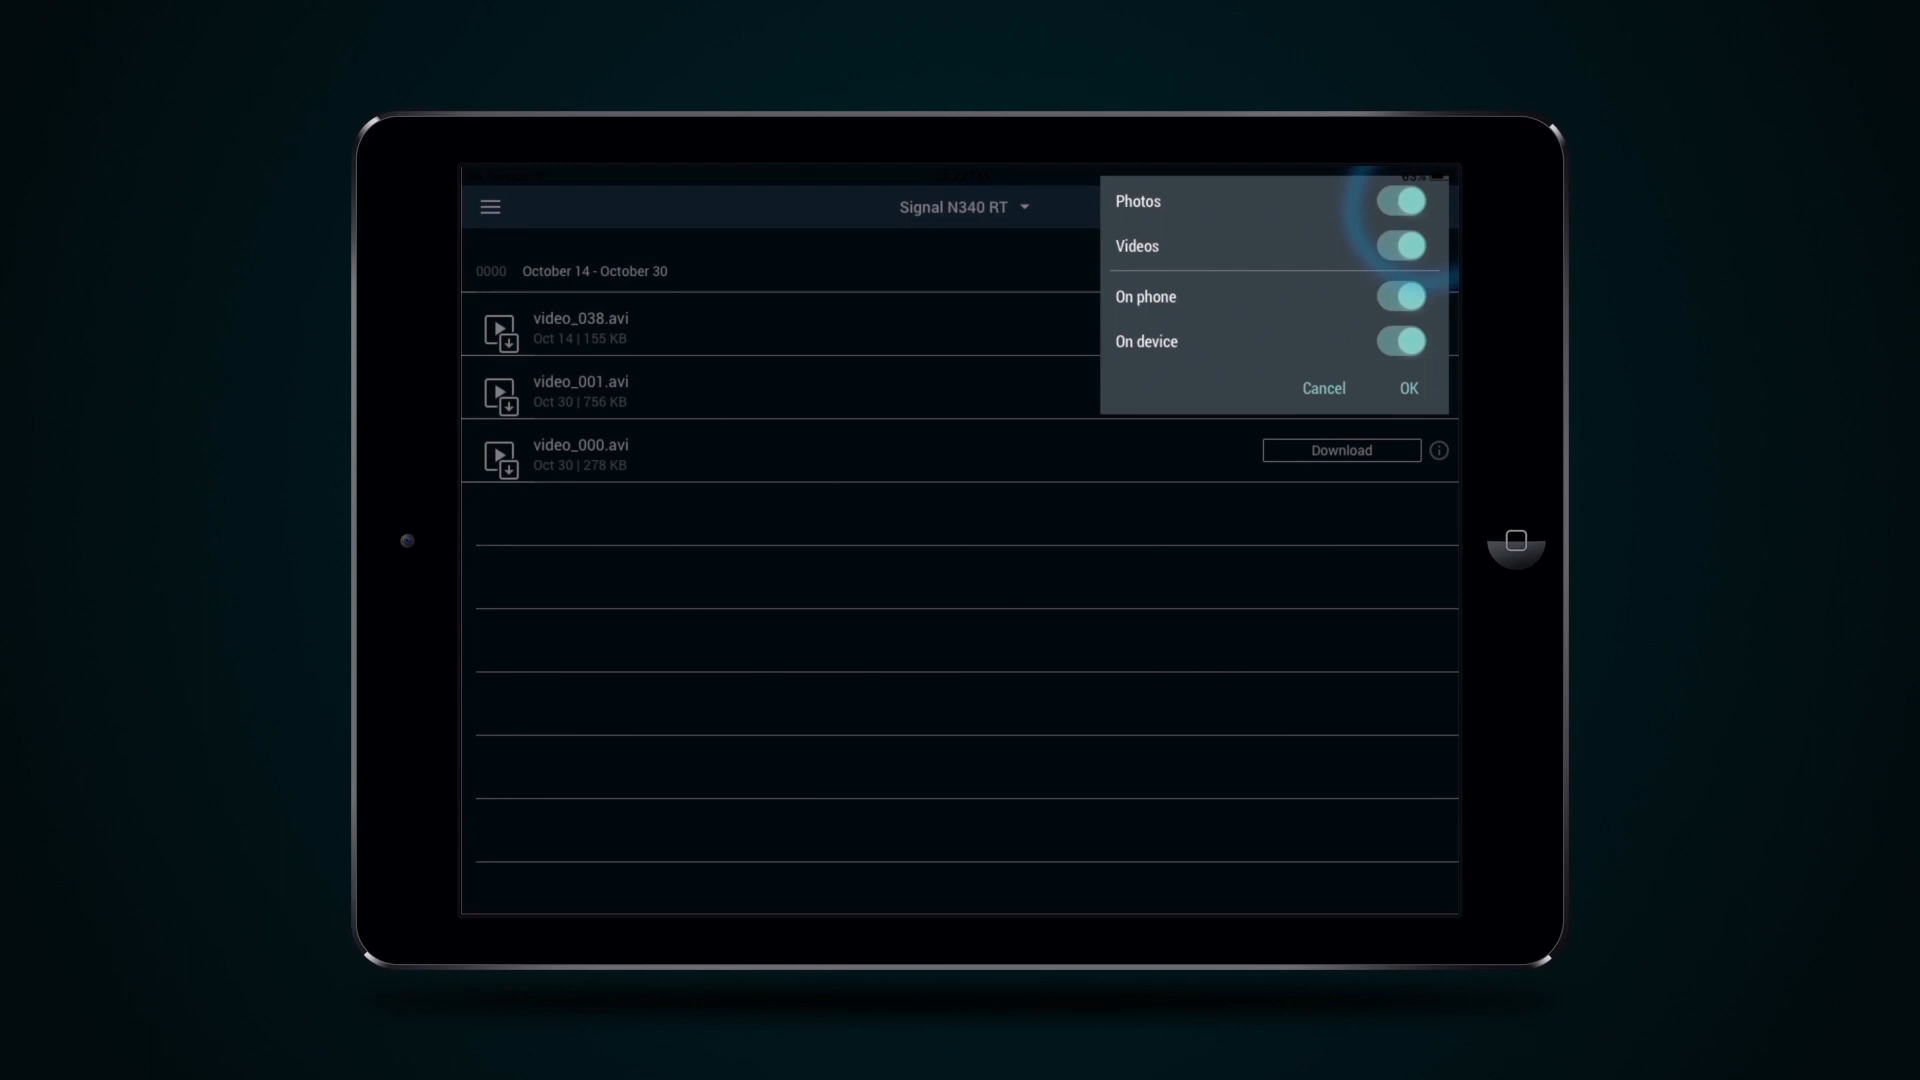 Signal N340 RT
Photos
Videos
On phone
On device
Cancel
OK
0000 October 14 - October 30
video_038.avi
Oct 14 | 155 KB
video_001.avi
Oct 30 | 756 KB
video_000.avi
Oct 30 | 278 KB
Download